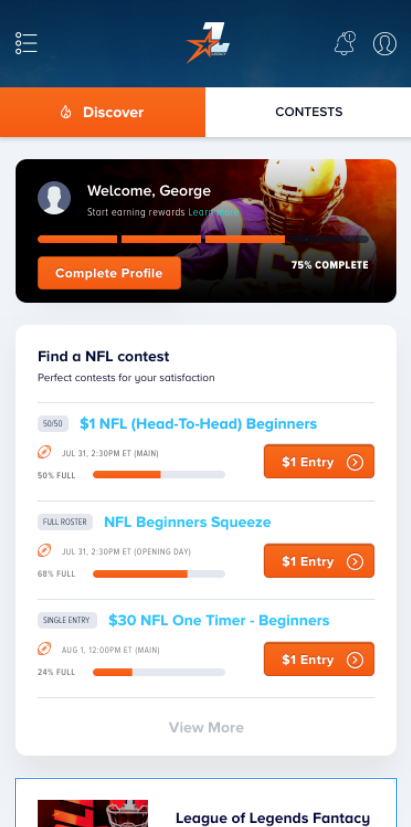 Discover
CONTESTS
Welcome, George
Start earning rewards Learn more
75% COMPLETE
Complete Profile
Find a NFL contest
Perfect contests for your satisfaction
50/50
$1 NFL (Head-To-Head) Beginners
JUL 31, 2:30PM ET (MAIN)
50% FULL
$1 Entry
FULL ROSTER
NFL Beginners Squeeze
JUL 31, 2:30PM ET (OPENING DAY)
68% FULL
$1 Entry
SINGLE ENTRY
$30 NFL One Timer - Beginners
AUG 1, 12:00PM ET (MAIN)
24% FULL
$1 Entry
View More
League of Legends Fantacy